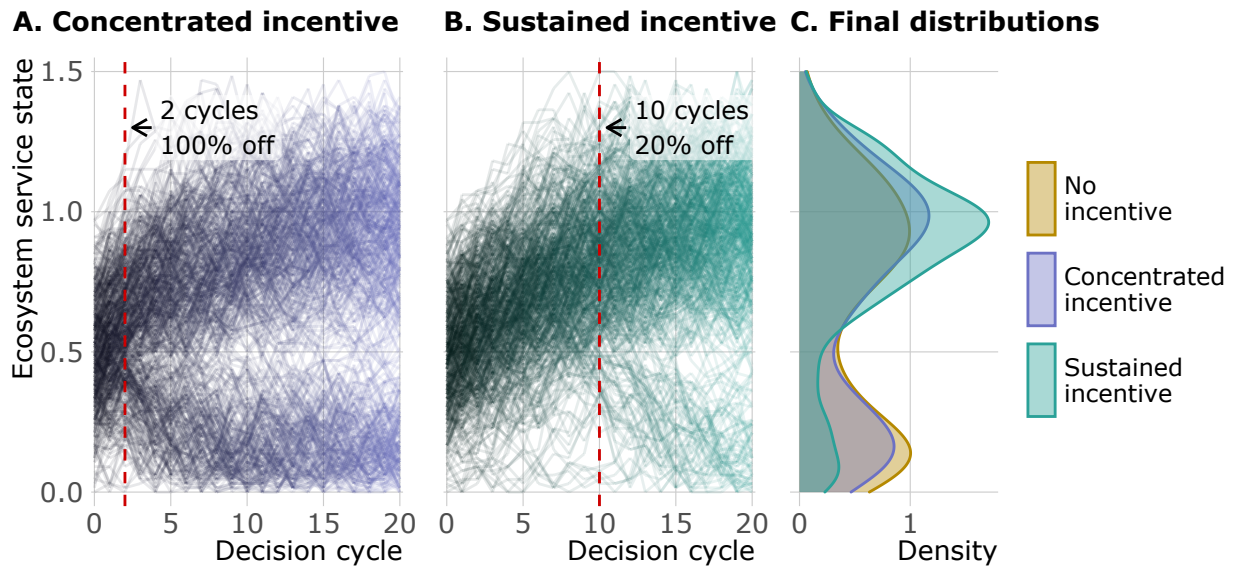 A. Concentrated incentive
B. Sustained incentive
C. Final distributions
Ecosystem service state
1.5
1.0
0.5
0.0
2 cycles
100% off
0
5
10
15
20
Decision cycle
10 cycles
20% off
0
5
10
15
20
Decision cycle
0
1
Density
No
incentive
Concentrated
incentive
Sustained
incentive